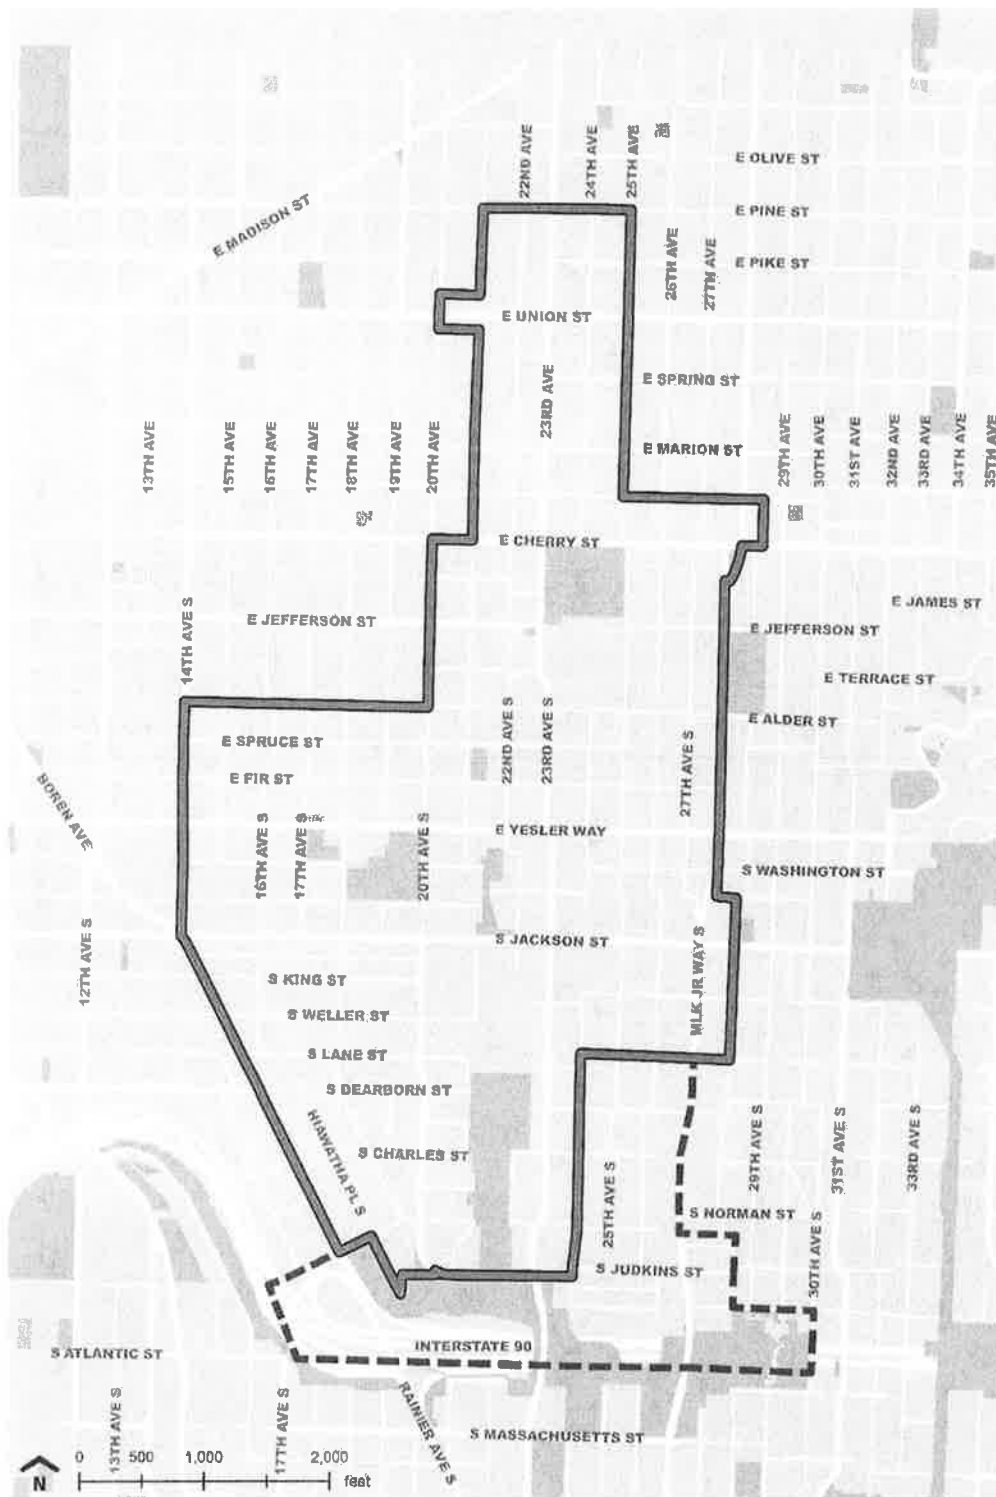 22ND AVE
24TH AVE
25TH AVE
E OLIVE ST
E MADISON ST
E PINE ST
26TH AVE
27TH AVE
E PIKE ST
E UNION ST
23RD AVE
E SPRING ST
13TH AVE
15TH AVE
16TH AVE
17TH AVE
18TH AVE
19TH AVE
20TH AVE
E MARION ST
29TH AVE
30TH AVE
31ST AVE
32ND AVE
33RD AVE
34TH AVE
35TH AVE
E CHERRY ST
14TH AVE S
E JEFFERSON ST
E JAMES ST
E JEFFERSON ST
E TERRACE ST
E ALDER ST
E SPRUCE ST
22ND AVE S
23RD AVE S
27TH AVE S
E FIR ST
BOREN AVE
16TH AVE S
17TH AVE S
20TH AVE S
E YESLER WAY
S WASHINGTON ST
12TH AVE S
S JACKSON ST
MLK JR WAY S
S KING ST
S WELLER ST
S LANE ST
S DEARBORN ST
HIAWATHA PL S
S CHARLES ST
25TH AVE S
29TH AVE S
31ST AVE S
33RD AVE S
S NORMAN ST
30TH AVE S
S JUDKINS ST
INTERSTATE 90
S ATLANTIC ST
13TH AVE S
17TH AVE S
RAINIER AVE S
S MASSACHUSETTS ST
N
0 500 1,000 2,000
feet